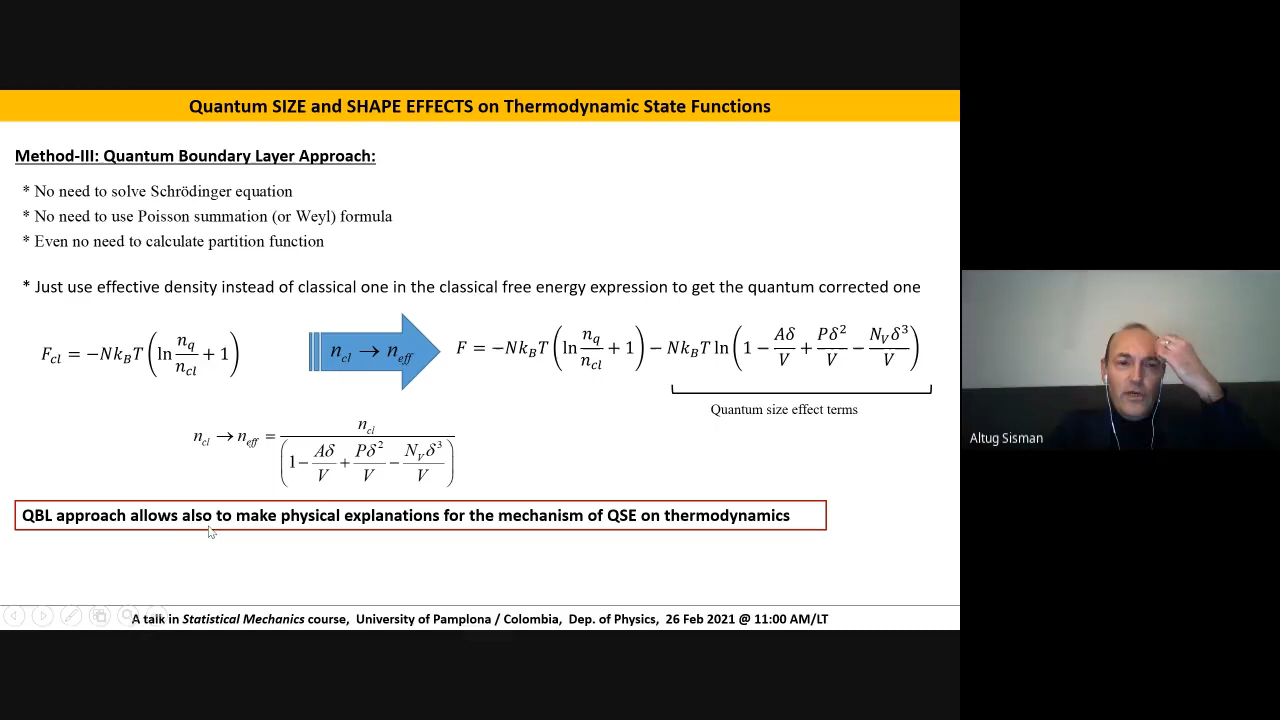 Quantum SIZE and SHAPE EFFECTS on Thermodynamic State Functions
Method-III: Quantum Boundary Layer Approach:
* No need to solve Schrödinger equation
* No need to use Poisson summation (or Weyl) formula
* Even no need to calculate partition function
* Just use effective density instead of classical one in the classical free energy expression to get the quantum corrected one
F_cl = −Nk_BT (ln n_q/n_cl + 1)
n_cl → n_eff
F = −Nk_BT (ln n_q/n_cl + 1) − Nk_BT ln (1 − Aδ/V + Pδ²/V − N_Vδ³/V)
Quantum size effect terms
n_cl → n_eff = n_cl / (1 − Aδ/V + Pδ²/V − N_Vδ³/V)
QBL approach allows also to make physical explanations for the mechanism of QSE on thermodynamics
A talk in Statistical Mechanics course, University of Pamplona / Colombia, Dep. of Physics, 26 Feb 2021 @ 11:00 AM/LT
Altug Sisman